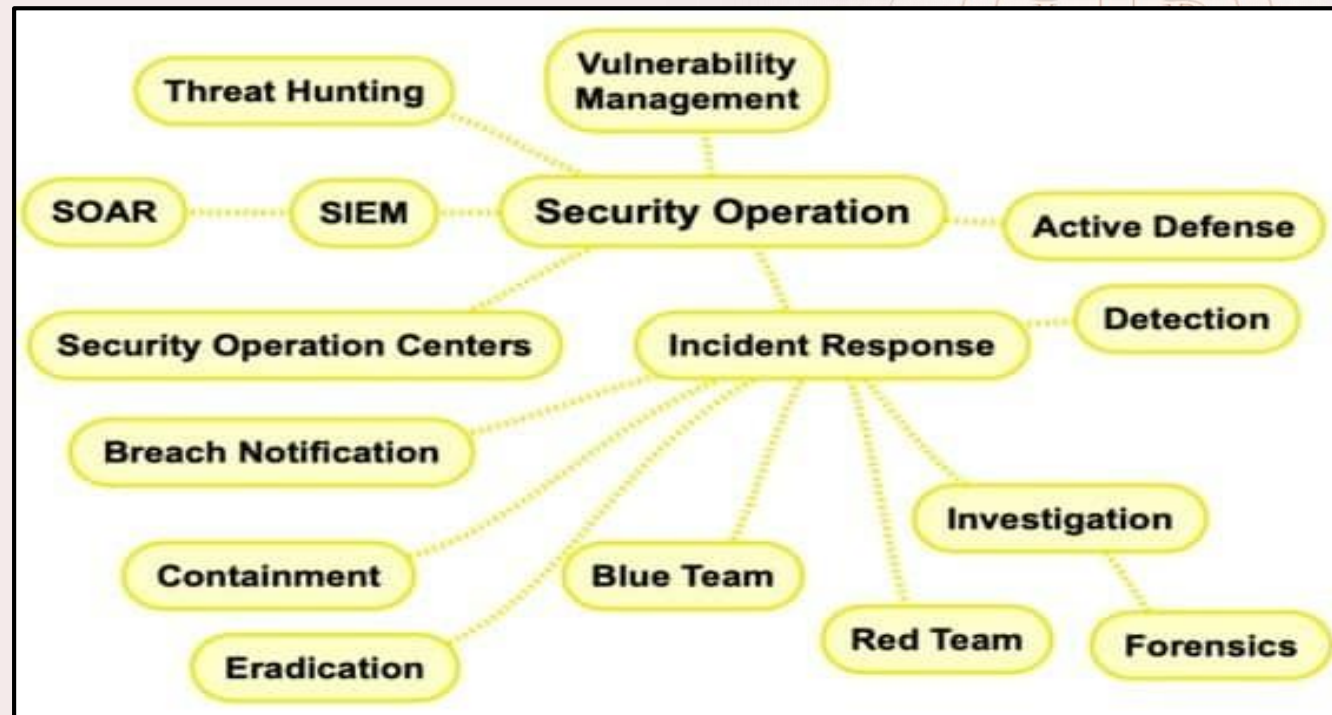 Threat Hunting
Vulnerability
Management
SOAR
SIEM
Security Operation
Active Defense
Security Operation Centers
Incident Response
Detection
Breach Notification
Investigation
Containment
Blue Team
Red Team
Forensics
Eradication